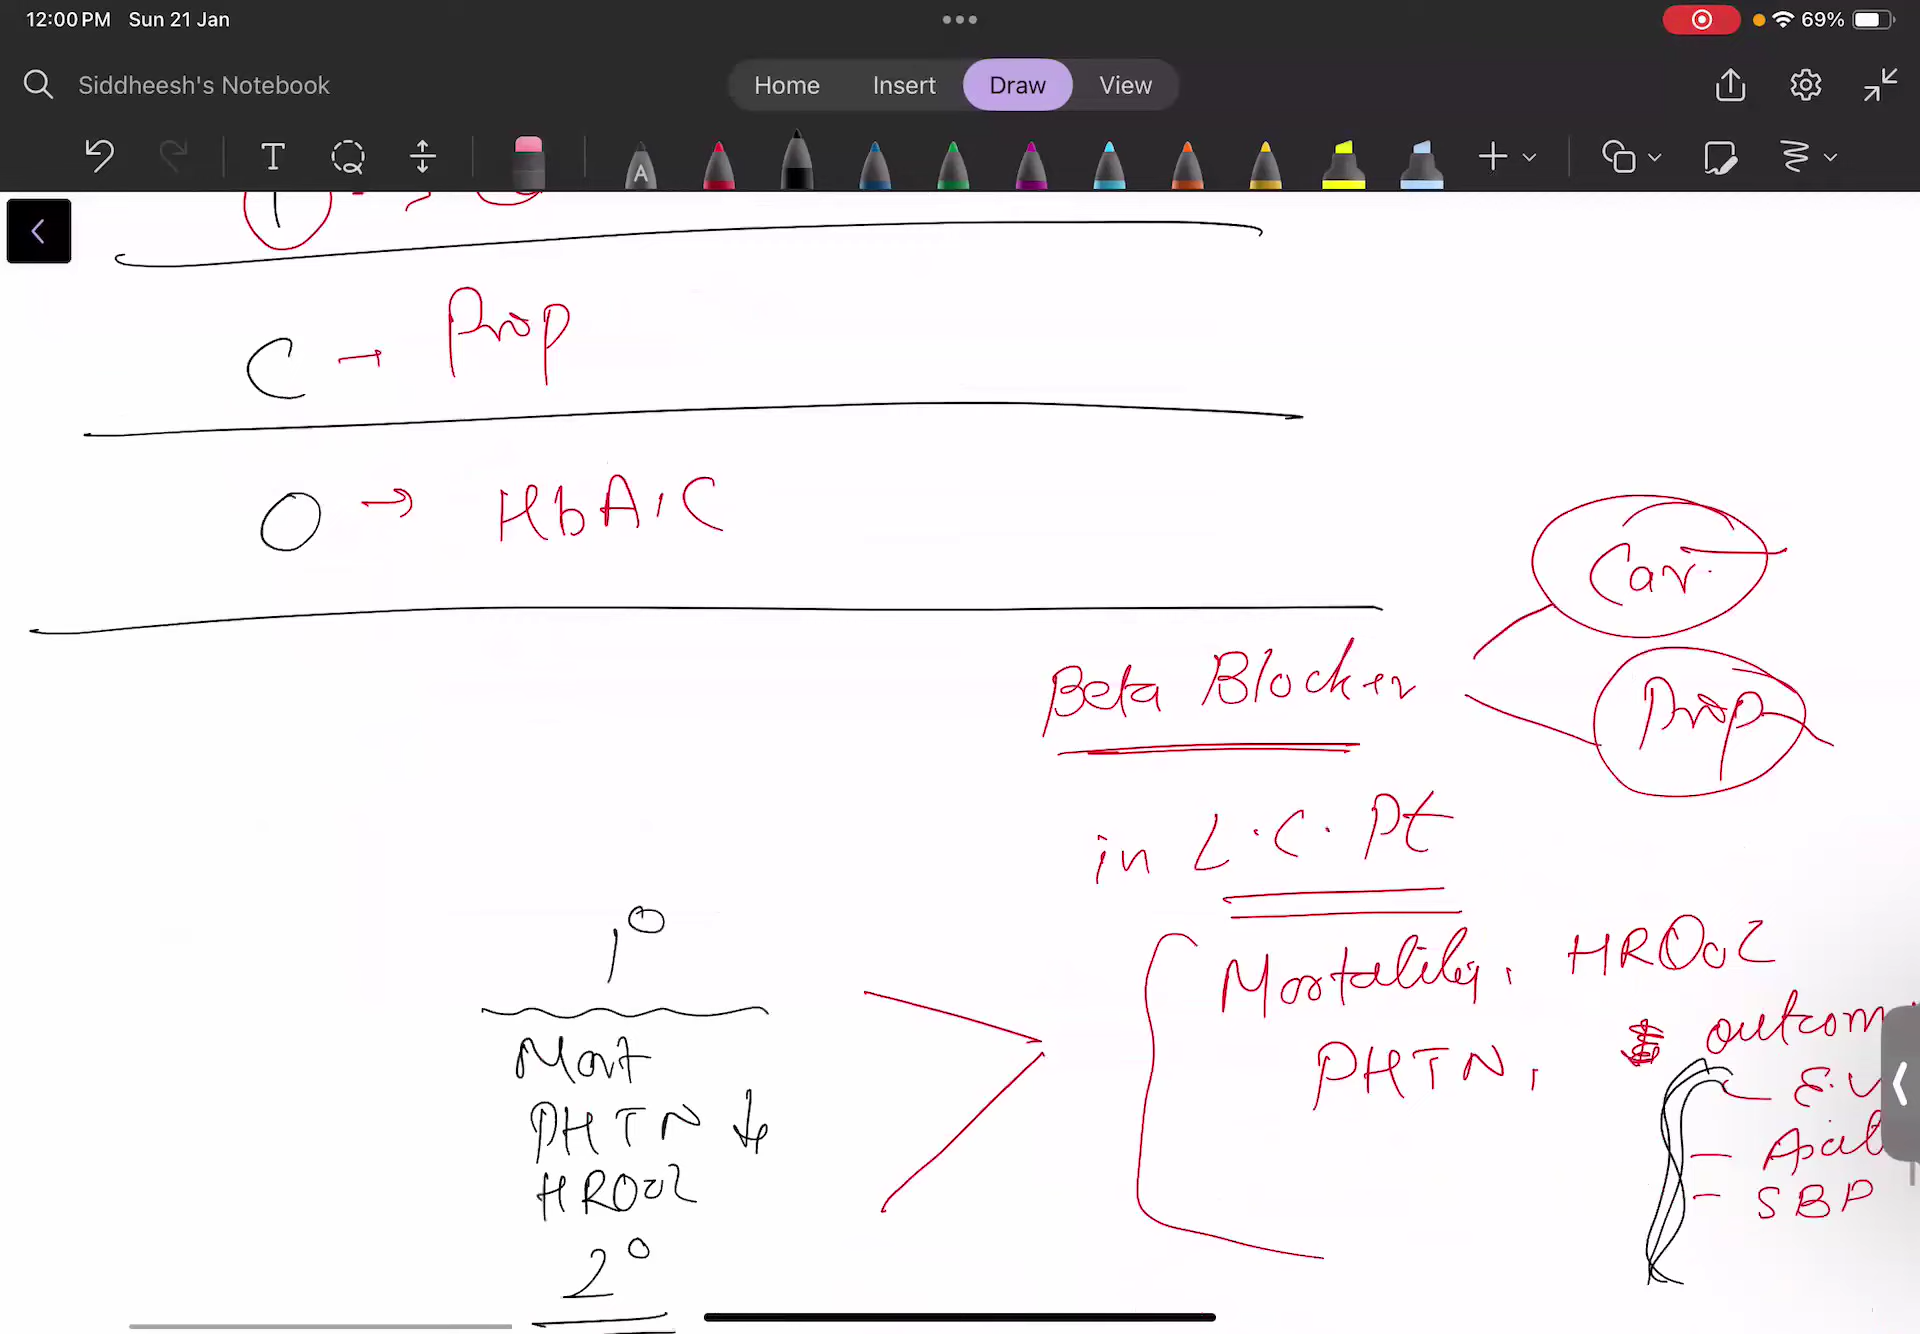 12:00 PM Sun 21 Jan
69%
Siddheesh's Notebook
Home Insert Draw View
T
A
I →
C → Prop
O → HbA1C
Beta Blocker
Car.
Prop
in L.C. Pt
Mortality, HROoL
PHTN,
outcom
E.V
SBP
1°
Mort
PHTN ↓
HROoL
2°